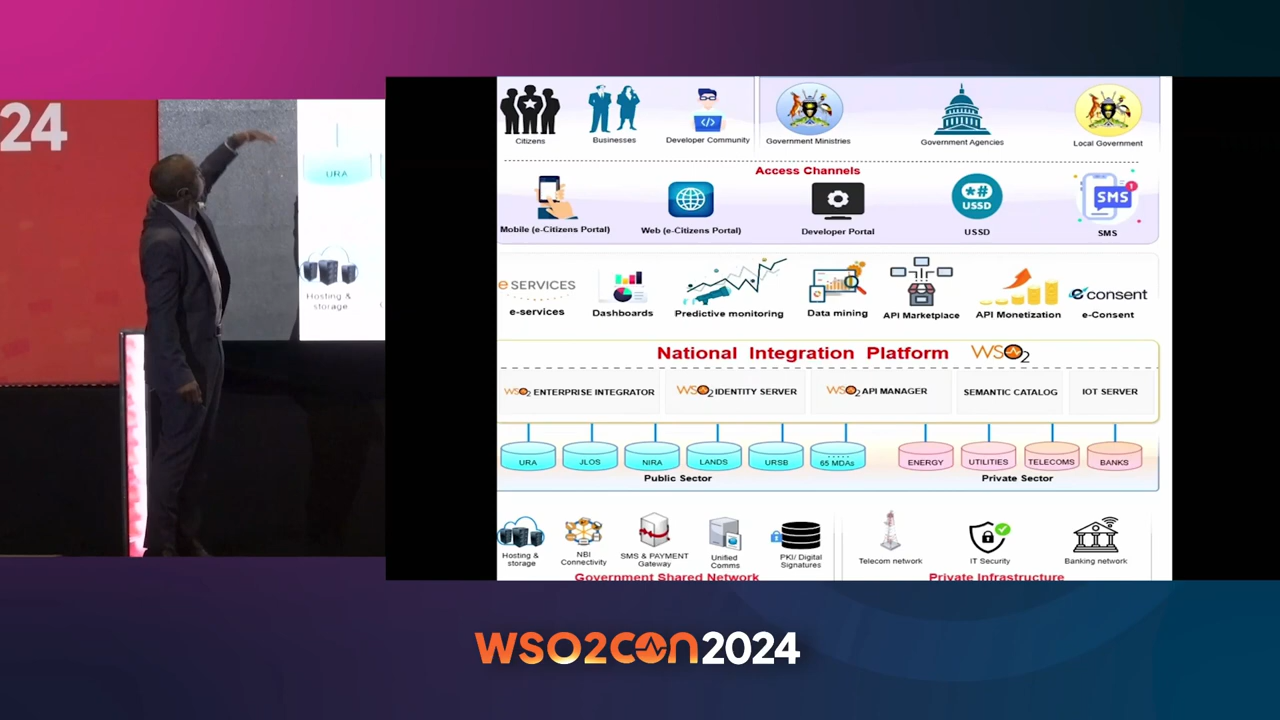 24
URA
Hosting &
storage
Citizens
Businesses
Developer Community
Government Ministries
Government Agencies
Local Government
Access Channels
*#
USSD
SMS
1
Mobile (e-Citizens Portal)
Web (e-Citizens Portal)
Developer Portal
USSD
SMS
e SERVICES
e consent
e-services
Dashboards
Predictive monitoring
Data mining
API Marketplace
API Monetization
e-Consent
National Integration Platform WSO2
WSO2 ENTERPRISE INTEGRATOR
WSO2 IDENTITY SERVER
WSO2 API MANAGER
SEMANTIC CATALOG
IOT SERVER
URA
JLOS
NIRA
LANDS
URSB
65 MDAs
ENERGY
UTILITIES
TELECOMS
BANKS
Public Sector
Private Sector
Hosting &
storage
NBI
Connectivity
SMS & PAYMENT
Gateway
Unified
Comms
PKI/ Digital
Signatures
Telecom network
IT Security
Banking network
Government Shared Network
Private Infrastructure
WSO2CON2024